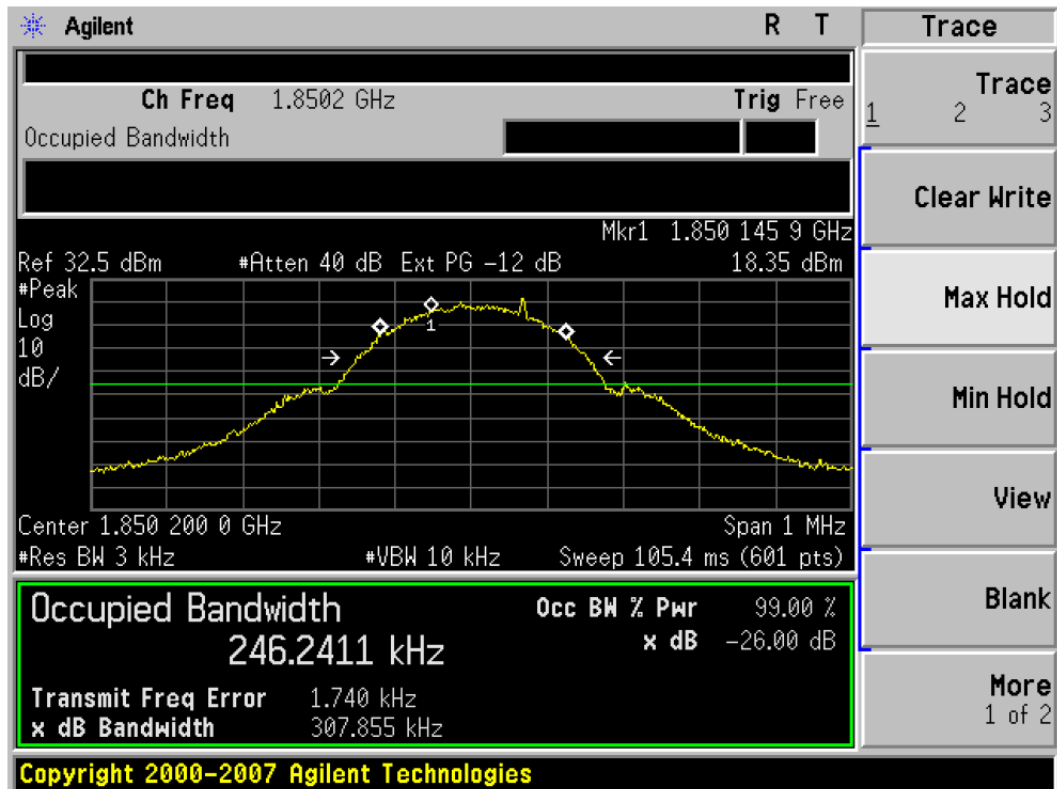 Agilent R T Trace
Ch Freq 1.8502 GHz Trig Free
Occupied Bandwidth
Mkr1 1.850 145 9 GHz
Ref 32.5 dBm #Atten 40 dB Ext PG -12 dB 18.35 dBm
#Peak
Log
10
dB/
1
Center 1.850 200 0 GHz Span 1 MHz
#Res BW 3 kHz #VBW 10 kHz Sweep 105.4 ms (601 pts)
Occupied Bandwidth
246.2411 kHz
Occ BW % Pwr 99.00 %
x dB -26.00 dB
Transmit Freq Error 1.740 kHz
x dB Bandwidth 307.855 kHz
Copyright 2000-2007 Agilent Technologies
Trace
1 2 3
Clear Write
Max Hold
Min Hold
View
Blank
More
1 of 2